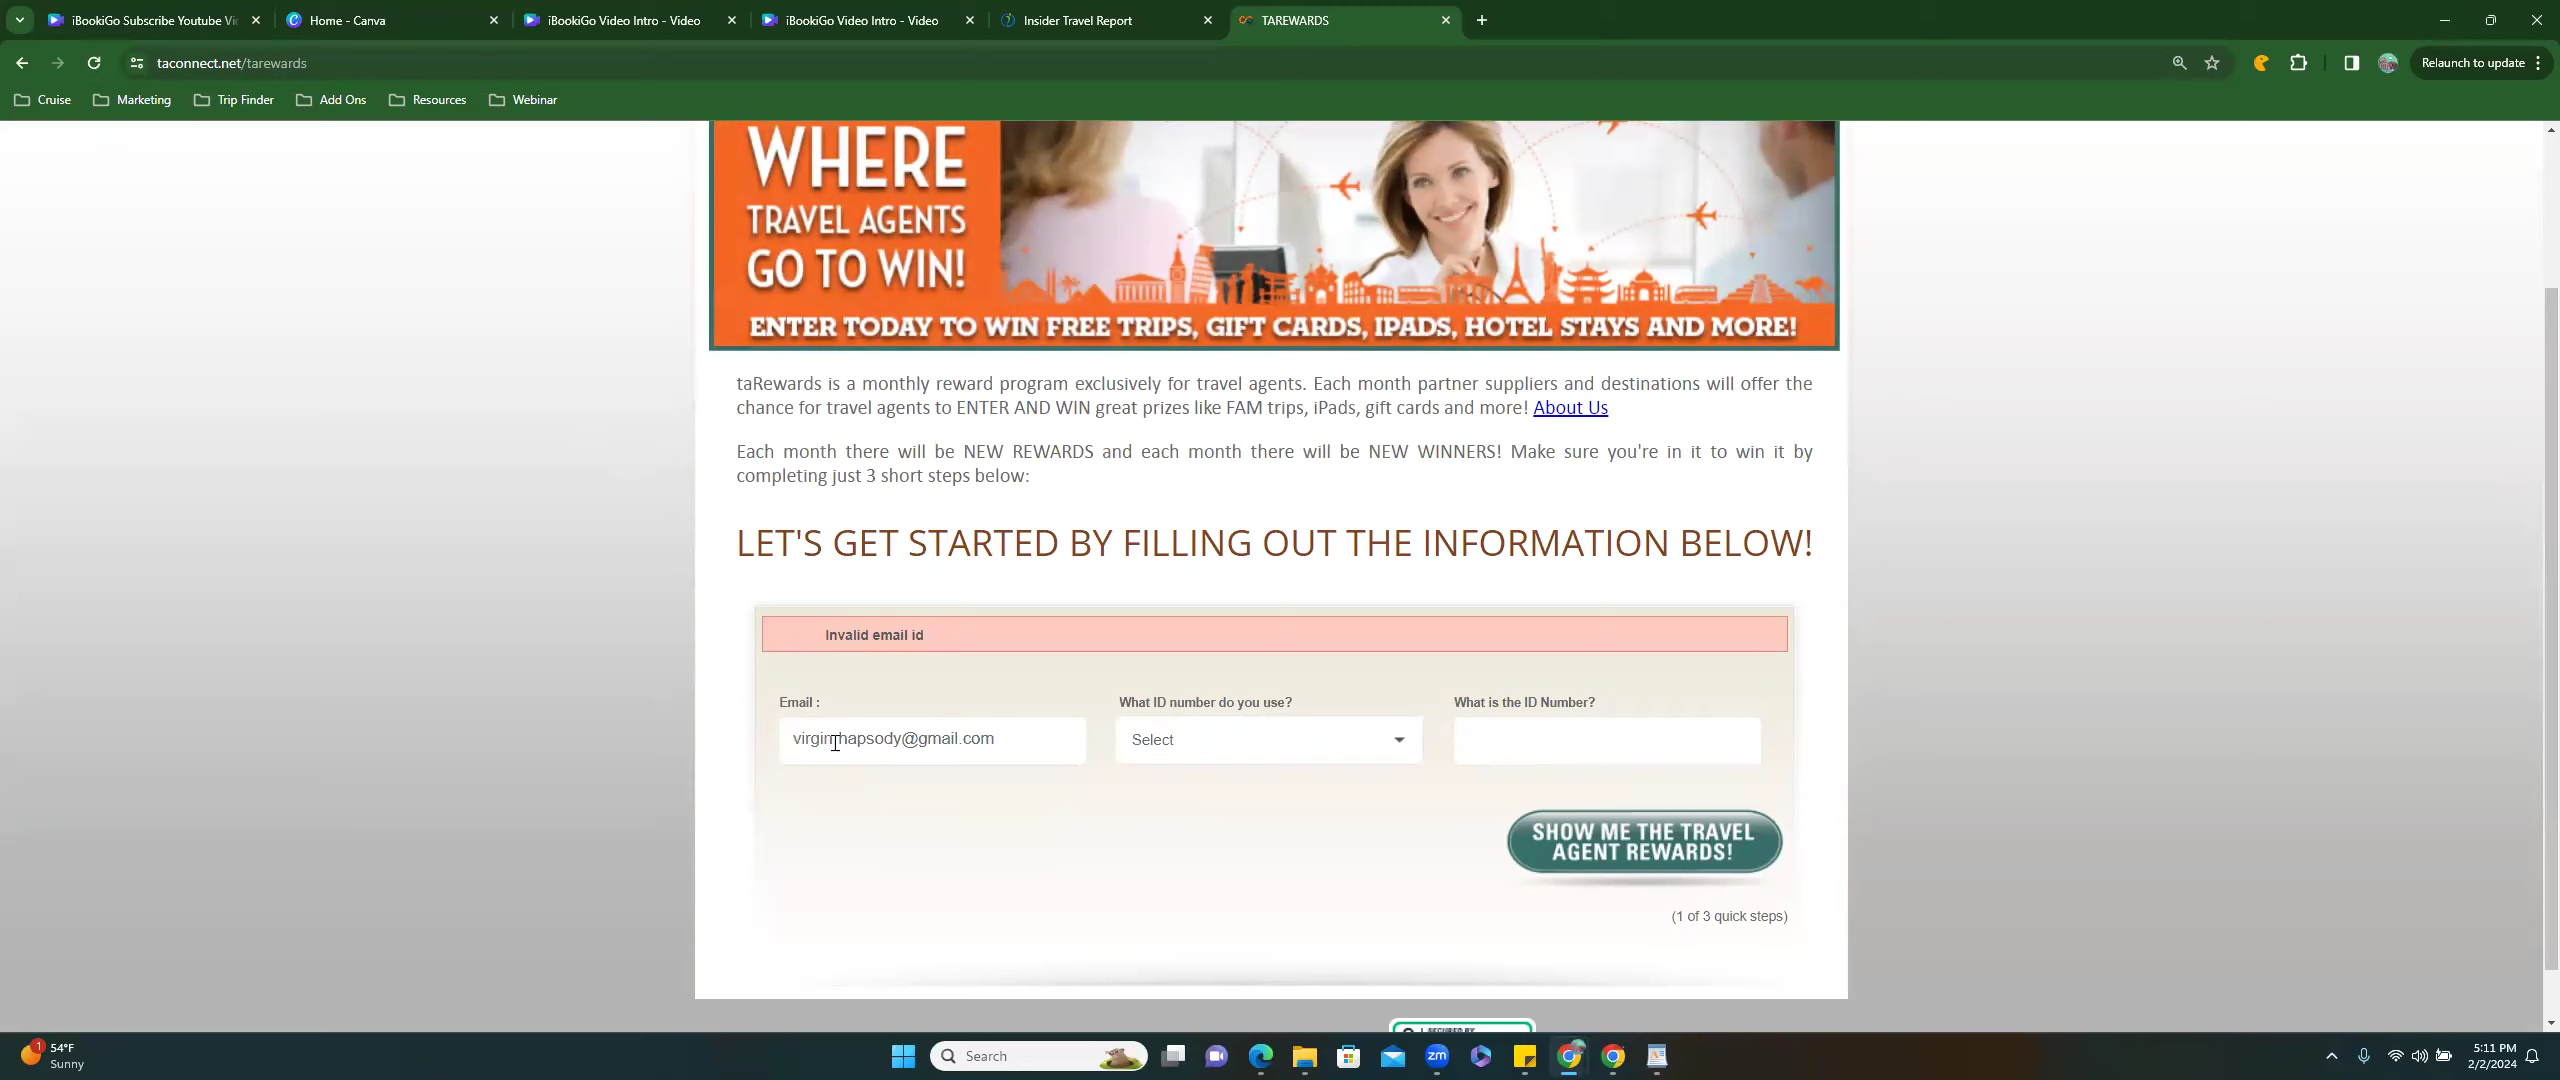 iBookiGo Subscribe Youtube Vi
Home - Canva
iBookiGo Video Intro - Video
iBookiGo Video Intro - Video
Insider Travel Report
TAREWARDS
taconnect.net/tarewards
Relaunch to update
Cruise
Marketing
Trip Finder
Add Ons
Resources
Webinar
WHERE
TRAVEL AGENTS
GO TO WIN!
ENTER TODAY TO WIN FREE TRIPS, GIFT CARDS, IPADS, HOTEL STAYS AND MORE!
taRewards is a monthly reward program exclusively for travel agents. Each month partner suppliers and destinations will offer the
chance for travel agents to ENTER AND WIN great prizes like FAM trips, iPads, gift cards and more! About Us
Each month there will be NEW REWARDS and each month there will be NEW WINNERS! Make sure you're in it to win it by
completing just 3 short steps below:
LET'S GET STARTED BY FILLING OUT THE INFORMATION BELOW!
Invalid email id
Email :
What ID number do you use?
What is the ID Number?
virginrhapsody@gmail.com
Select
SHOW ME THE TRAVEL
AGENT REWARDS!
(1 of 3 quick steps)
1
54°F
Sunny
Search
zm
5:11 PM
2/2/2024